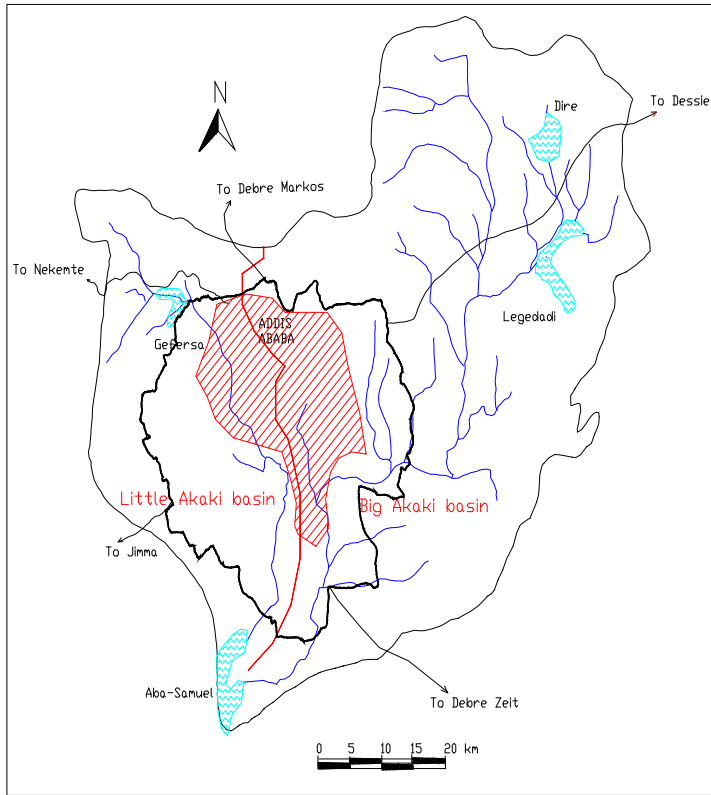 N
Dire
To Dessie
To Debre Markos
To Nekemte
Gefersa
ADDIS
ABABA
Legedadi
Little Akaki basin
Big Akaki basin
To Jimma
Aba-Samuel
To Debre Zeit
0 5 10 15 20 km